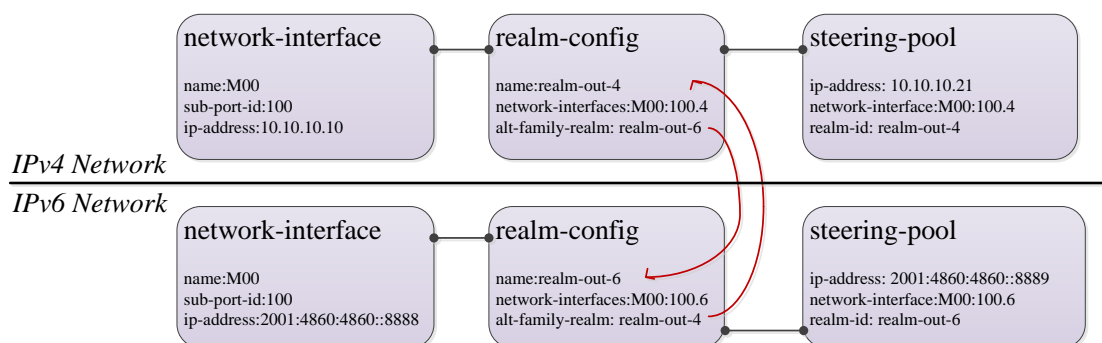 network-interface
name:M00
sub-port-id:100
ip-address:10.10.10.10
realm-config
name:realm-out-4
network-interfaces:M00:100.4
alt-family-realm: realm-out-6
steering-pool
ip-address: 10.10.10.21
network-interface:M00:100.4
realm-id: realm-out-4
IPv4 Network
IPv6 Network
network-interface
name:M00
sub-port-id:100
ip-address:2001:4860:4860::8888
realm-config
name:realm-out-6
network-interfaces:M00:100.6
alt-family-realm: realm-out-4
steering-pool
ip-address: 2001:4860:4860::8889
network-interface:M00:100.6
realm-id: realm-out-6